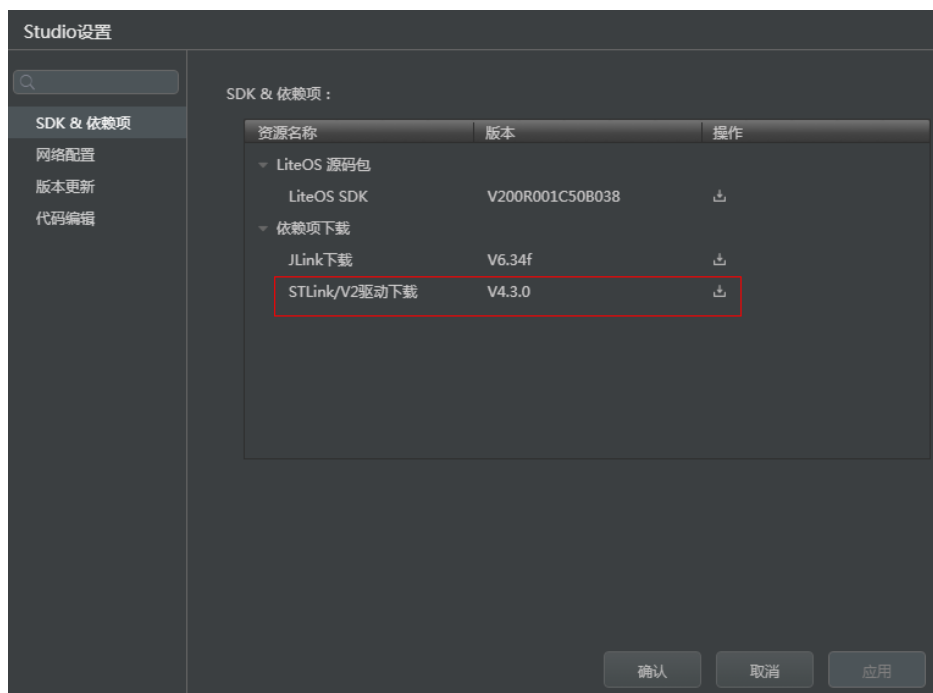 Studio设置
SDK & 依赖项
网络配置
版本更新
代码编辑
SDK & 依赖项：
资源名称 版本 操作
LiteOS 源码包
LiteOS SDK V200R001C50B038
依赖项下载
JLink下载 V6.34f
STLink/V2驱动下载 V4.3.0
确认 取消 应用